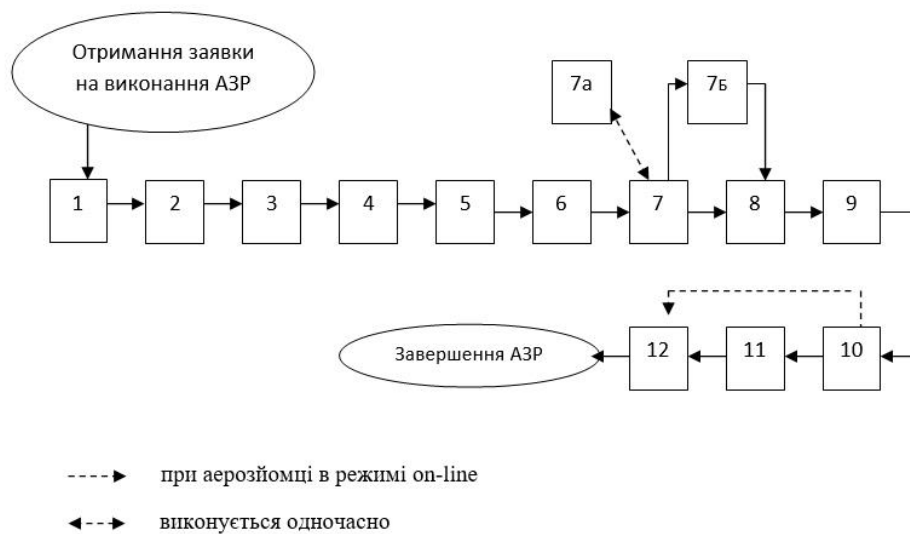 Отримання заявки
на виконання АЗР
7а
7Б
1
2
3
4
5
6
7
8
9
Завершення АЗР
12
11
10
при аерозйомці в режимі on-line
виконується одночасно